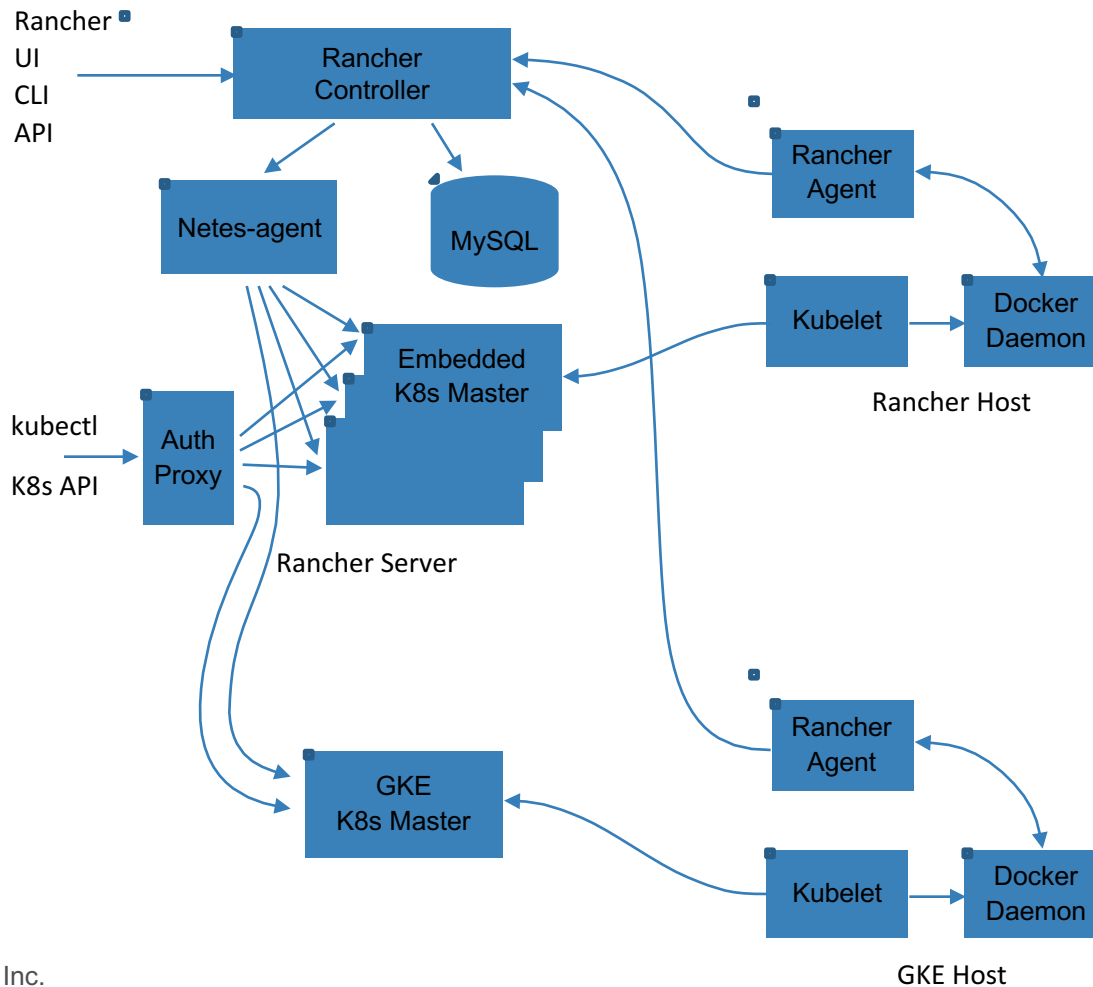 Rancher
UI
CLI
API
Rancher
Controller
Netes-agent
MySQL
Rancher
Agent
Kubelet
Docker
Daemon
Rancher Host
Embedded
K8s Master
kubectl
K8s API
Auth
Proxy
Rancher Server
GKE
K8s Master
Rancher
Agent
Kubelet
Docker
Daemon
GKE Host
Inc.